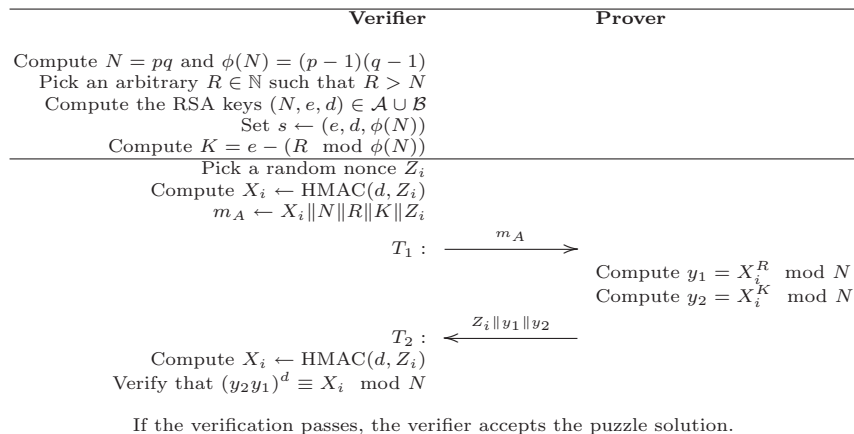 Verifier Prover
Compute N = pq and ϕ(N) = (p − 1)(q − 1)
Pick an arbitrary R ∈ ℕ such that R > N
Compute the RSA keys (N, e, d) ∈ 𝒜 ∪ ℬ
Set s ← (e, d, ϕ(N))
Compute K = e − (R mod ϕ(N))
Pick a random nonce Z_i
Compute X_i ← HMAC(d, Z_i)
m_A ← X_i‖N‖R‖K‖Z_i
T_1 : m_A
Compute y_1 = X_i^R mod N
Compute y_2 = X_i^K mod N
T_2 : Z_i‖y_1‖y_2
Compute X_i ← HMAC(d, Z_i)
Verify that (y_2y_1)^d ≡ X_i mod N
If the verification passes, the verifier accepts the puzzle solution.